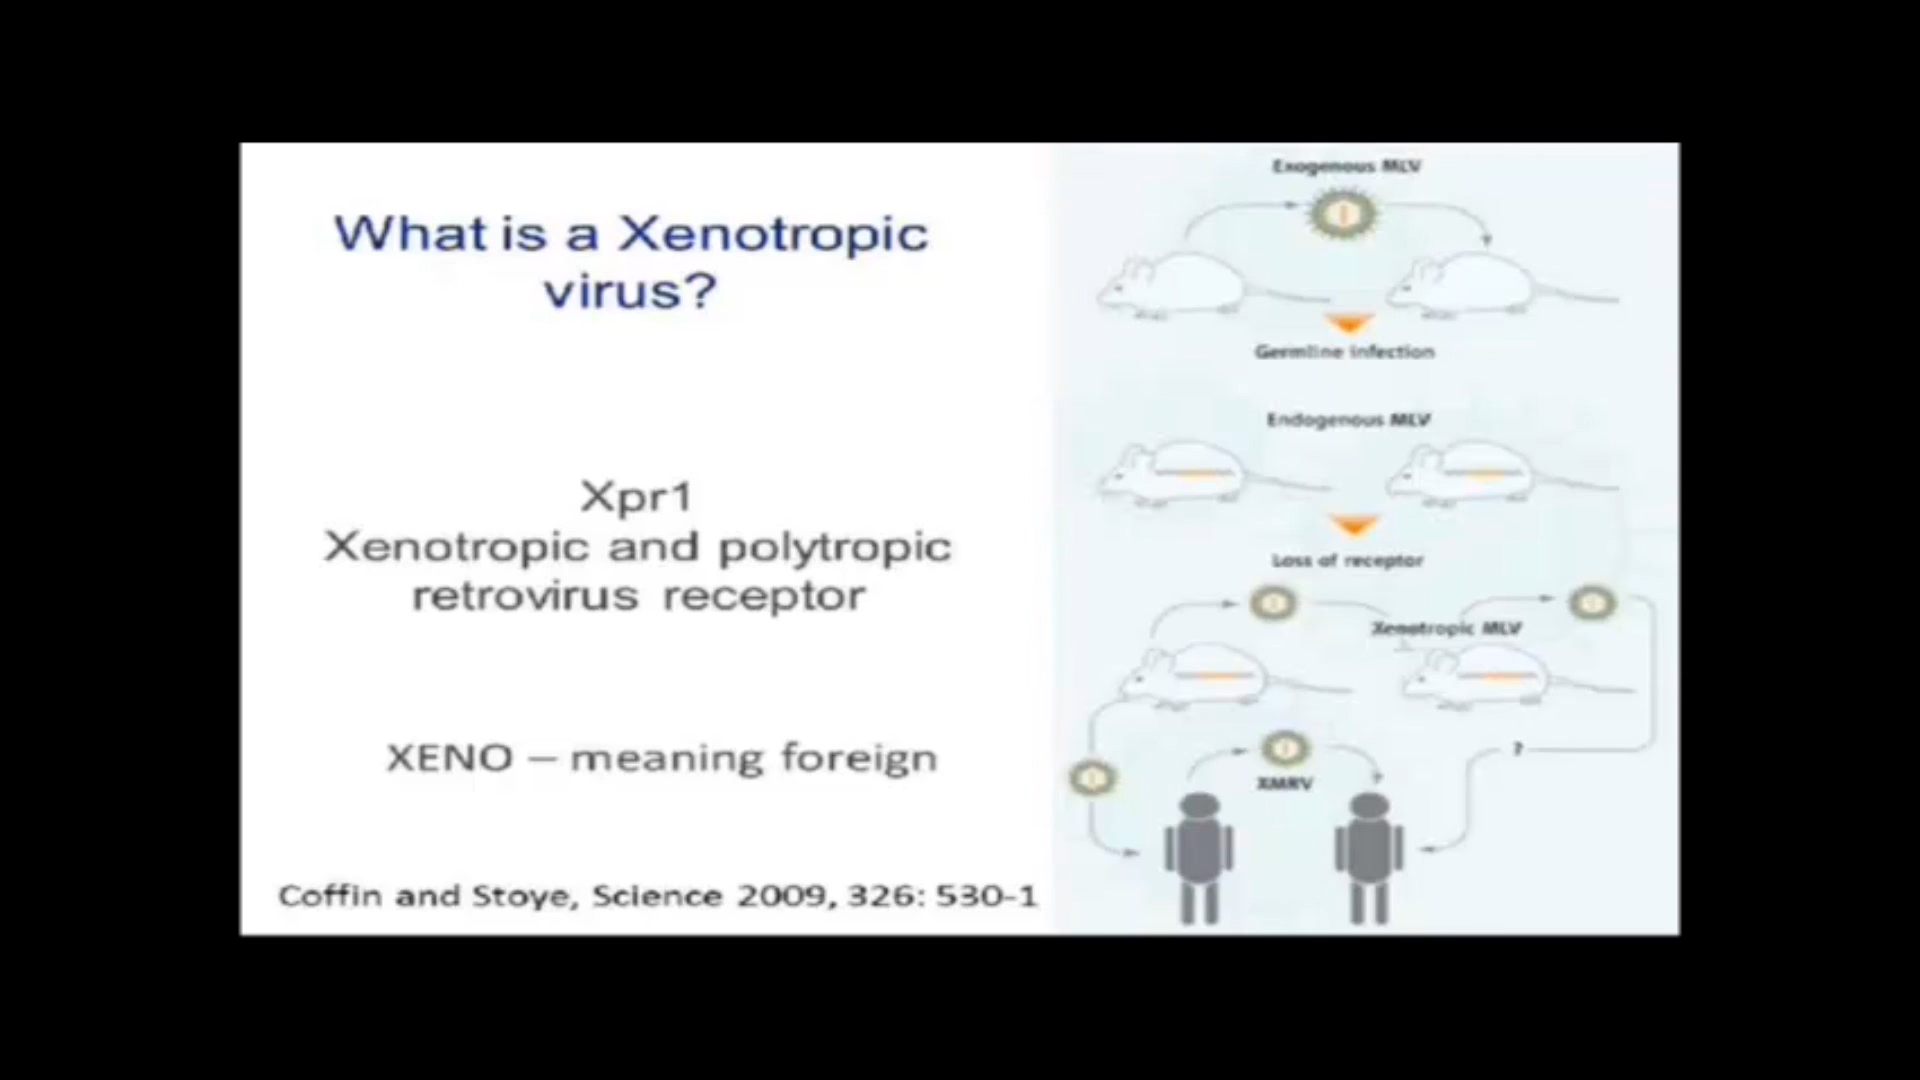 What is a Xenotropic
virus?
Xpr1
Xenotropic and polytropic
retrovirus receptor
XENO – meaning foreign
Coffin and Stoye, Science 2009, 326: 530-1
Exogenous MLV
Germline infection
Endogenous MLV
Loss of receptor
Xenotropic MLV
?
XMRV